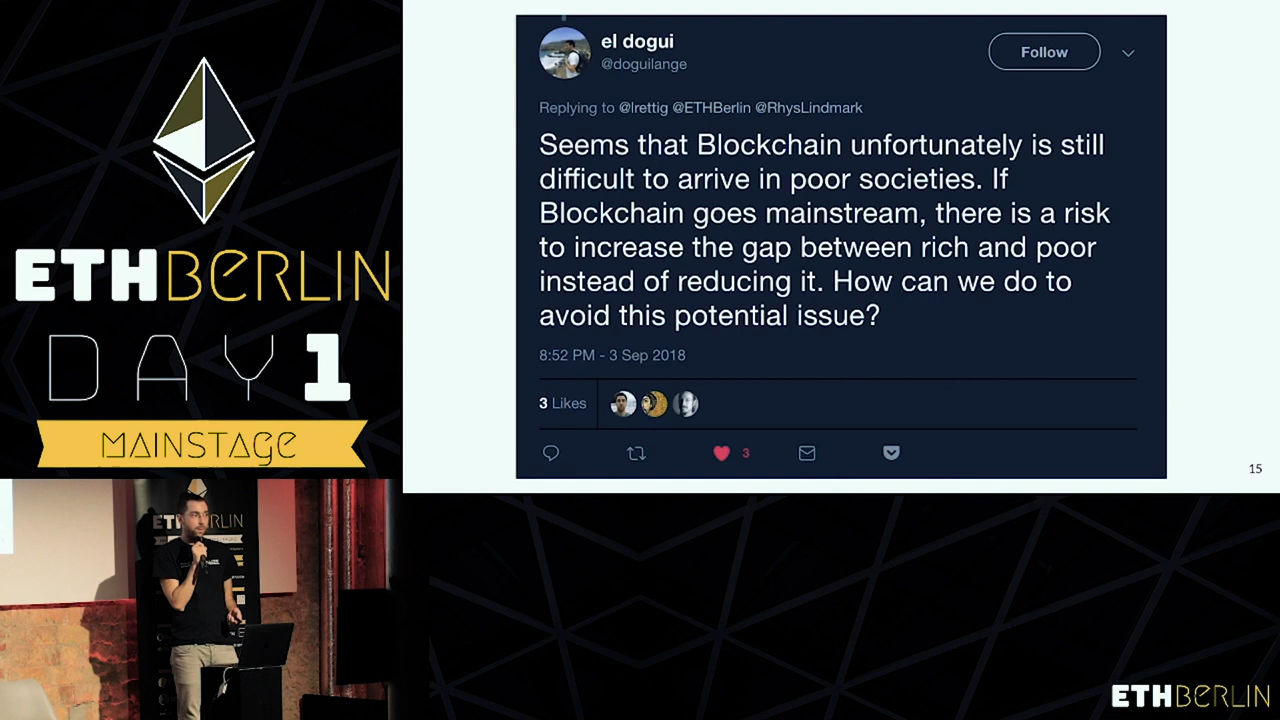 ETHBERLIN
DAY1
MAINSTAGE
el dogui
@doguilange
Follow
Replying to @lrettig @ETHBerlin @RhysLindmark
Seems that Blockchain unfortunately is still
difficult to arrive in poor societies. If
Blockchain goes mainstream, there is a risk
to increase the gap between rich and poor
instead of reducing it. How can we do to
avoid this potential issue?
8:52 PM - 3 Sep 2018
3 Likes
3
15
ETHBERLIN
ETHBERLIN